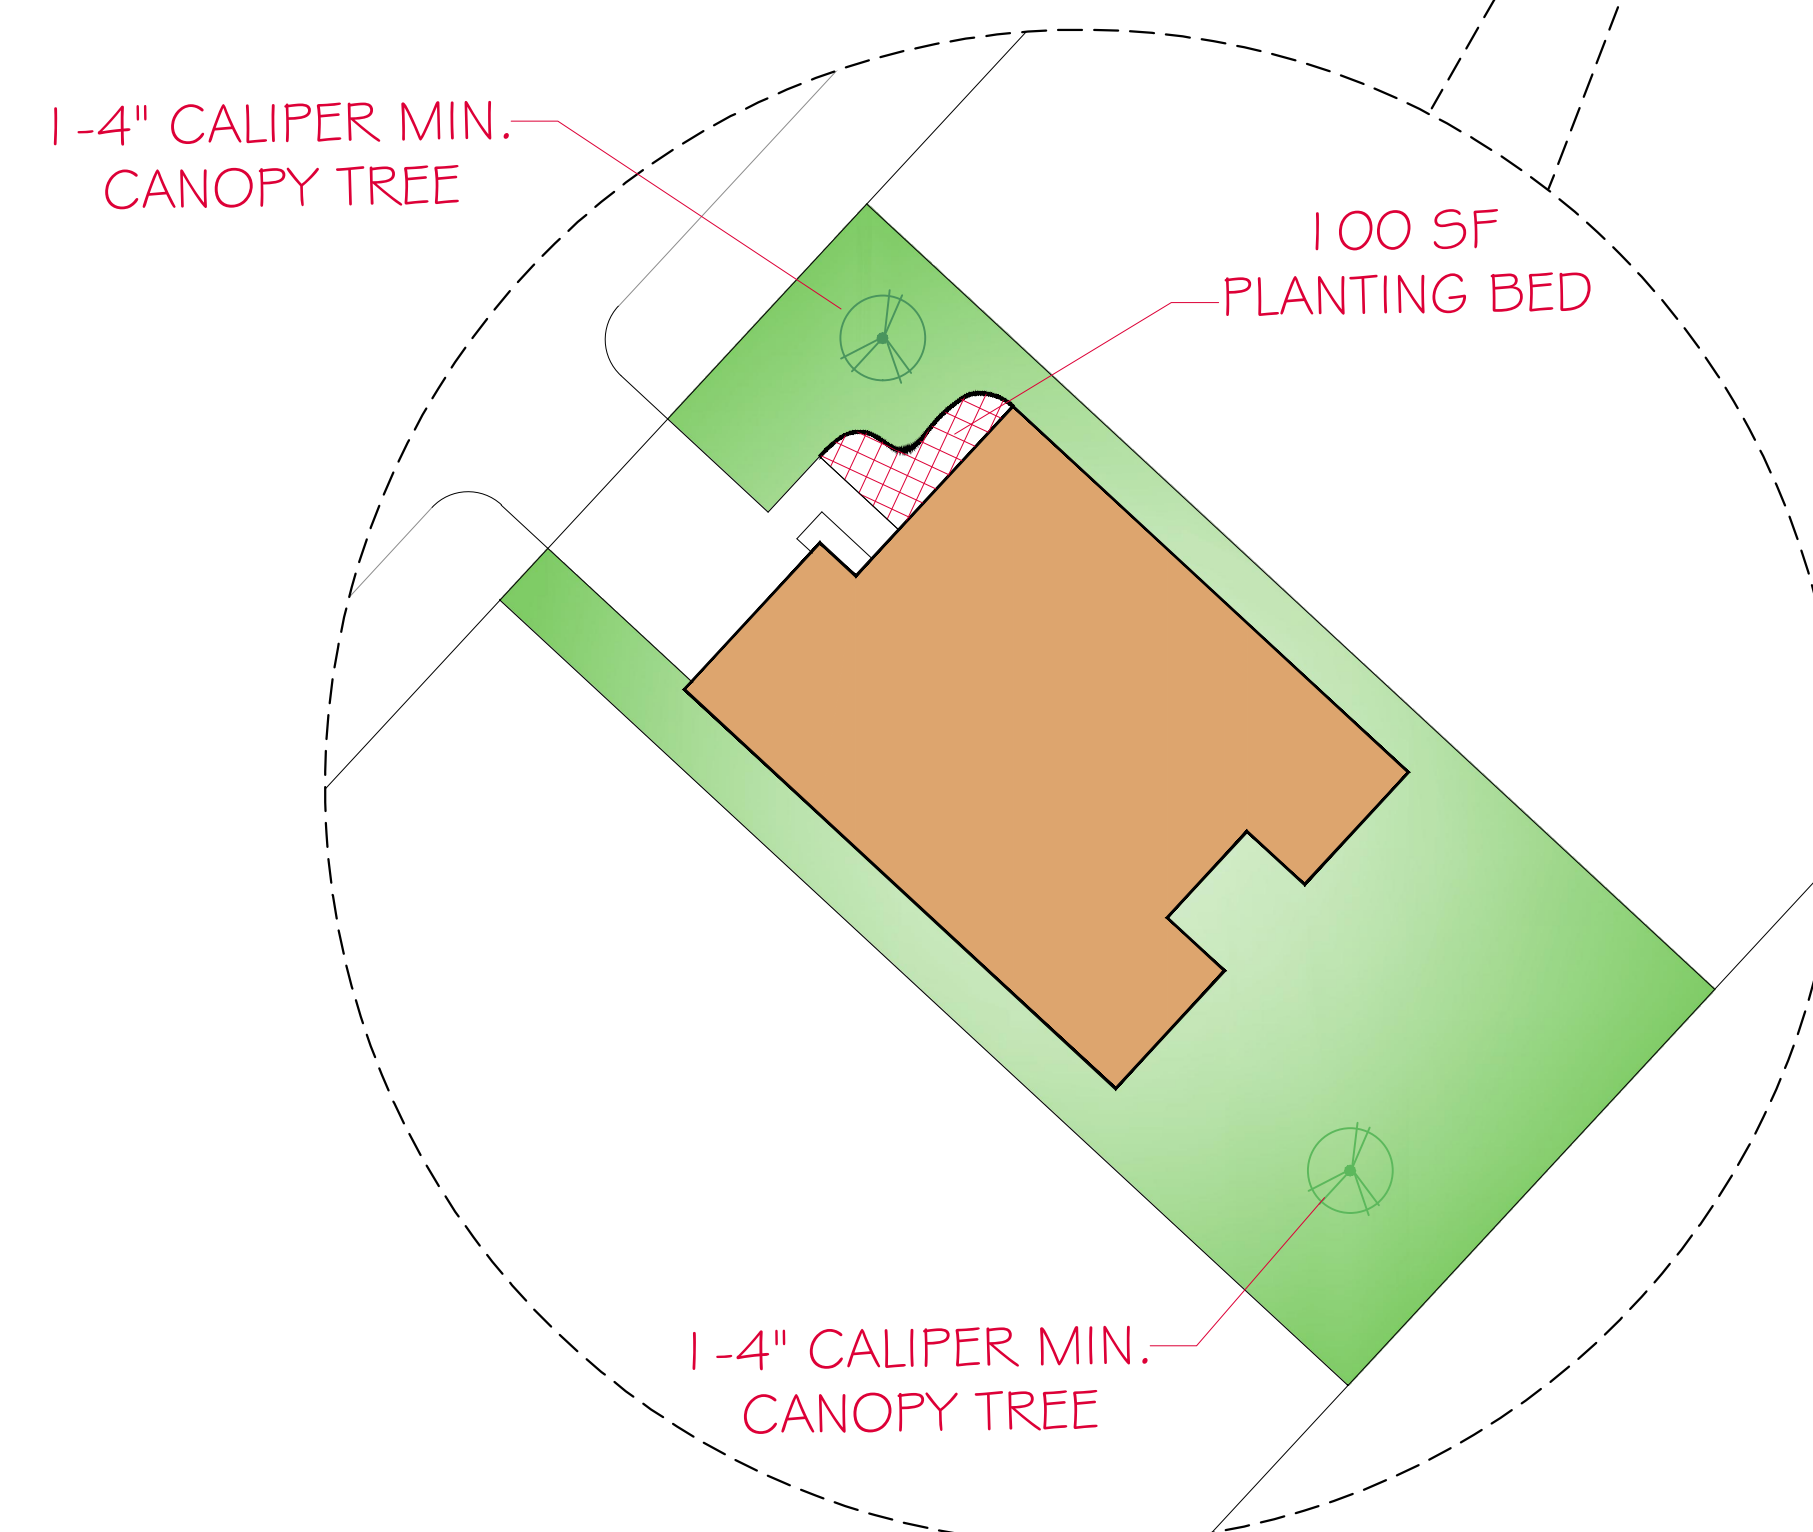 1-4" CALIPER MIN.
CANOPY TREE
100 SF
PLANTING BED
1-4" CALIPER MIN.
CANOPY TREE